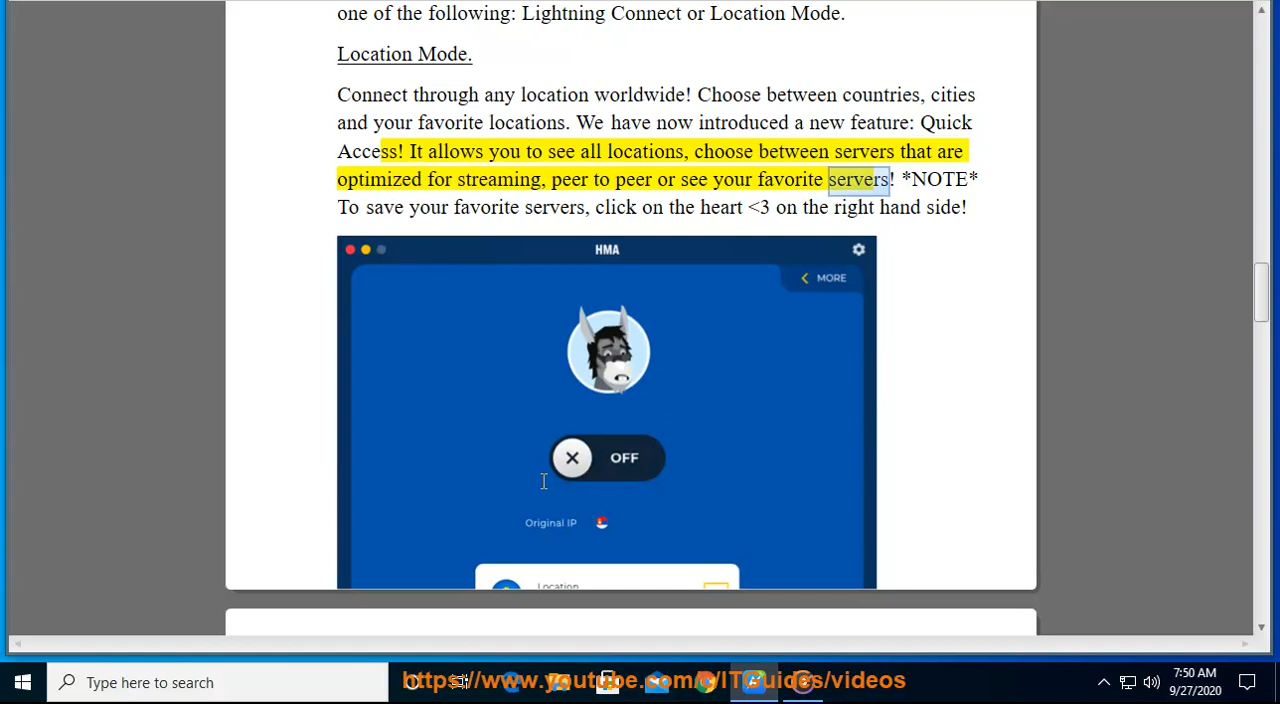 one of the following: Lightning Connect or Location Mode.
Location Mode.
Connect through any location worldwide! Choose between countries, cities
and your favorite locations. We have now introduced a new feature: Quick
Access! It allows you to see all locations, choose between servers that are
optimized for streaming, peer to peer or see your favorite servers! *NOTE*
To save your favorite servers, click on the heart <3 on the right hand side!
HMA
MORE
OFF
Original IP
Location
Type here to search
https://www.youtube.com/c/ITGuides/videos
7:50 AM
9/27/2020